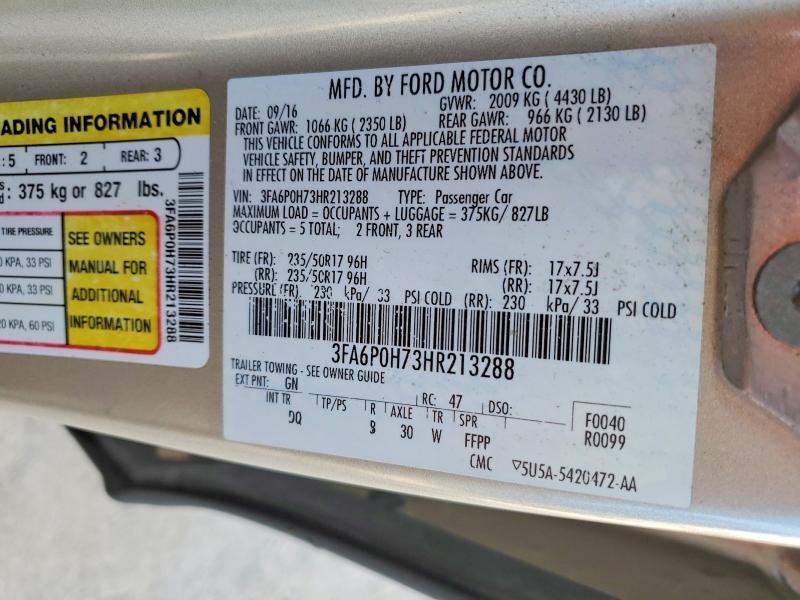 ADING INFORMATION
: 5 FRONT: 2 REAR: 3
: 375 kg or 827 lbs.
TIRE PRESSURE
0 KPA, 33 PSI
0 KPA, 33 PSI
20 KPA, 60 PSI
SEE OWNERS
MANUAL FOR
ADDITIONAL
INFORMATION
3FA6P0H73HR213288
MFD. BY FORD MOTOR CO.
DATE: 09/16 GVWR: 2009 KG ( 4430 LB)
FRONT GAWR: 1066 KG ( 2350 LB) REAR GAWR: 966 KG ( 2130 LB)
THIS VEHICLE CONFORMS TO ALL APPLICABLE FEDERAL MOTOR
VEHICLE SAFETY, BUMPER, AND THEFT PREVENTION STANDARDS
IN EFFECT ON THE DATE OF MANUFACTURE SHOWN ABOVE.
VIN: 3FA6P0H73HR213288 TYPE: Passenger Car
MAXIMUM LOAD = OCCUPANTS + LUGGAGE = 375KG/ 827LB
OCCUPANTS = 5 TOTAL; 2 FRONT, 3 REAR
TIRE (FR): 235/50R17 96H RIMS (FR): 17x7.5J
(RR): 235/50R17 96H (RR): 17x7.5J
PRESSURE (FR): 230 kPa/ 33 PSI COLD (RR): 230 kPa/ 33 PSI COLD
3FA6P0H73HR213288
TRAILER TOWING - SEE OWNER GUIDE
EXT PNT: GN RC: 47 DSO:
INT TR TP/PS R AXLE TR SPR F0040
DQ 30 W FFPP R0099
CMC ▽5U5A-5420472-AA